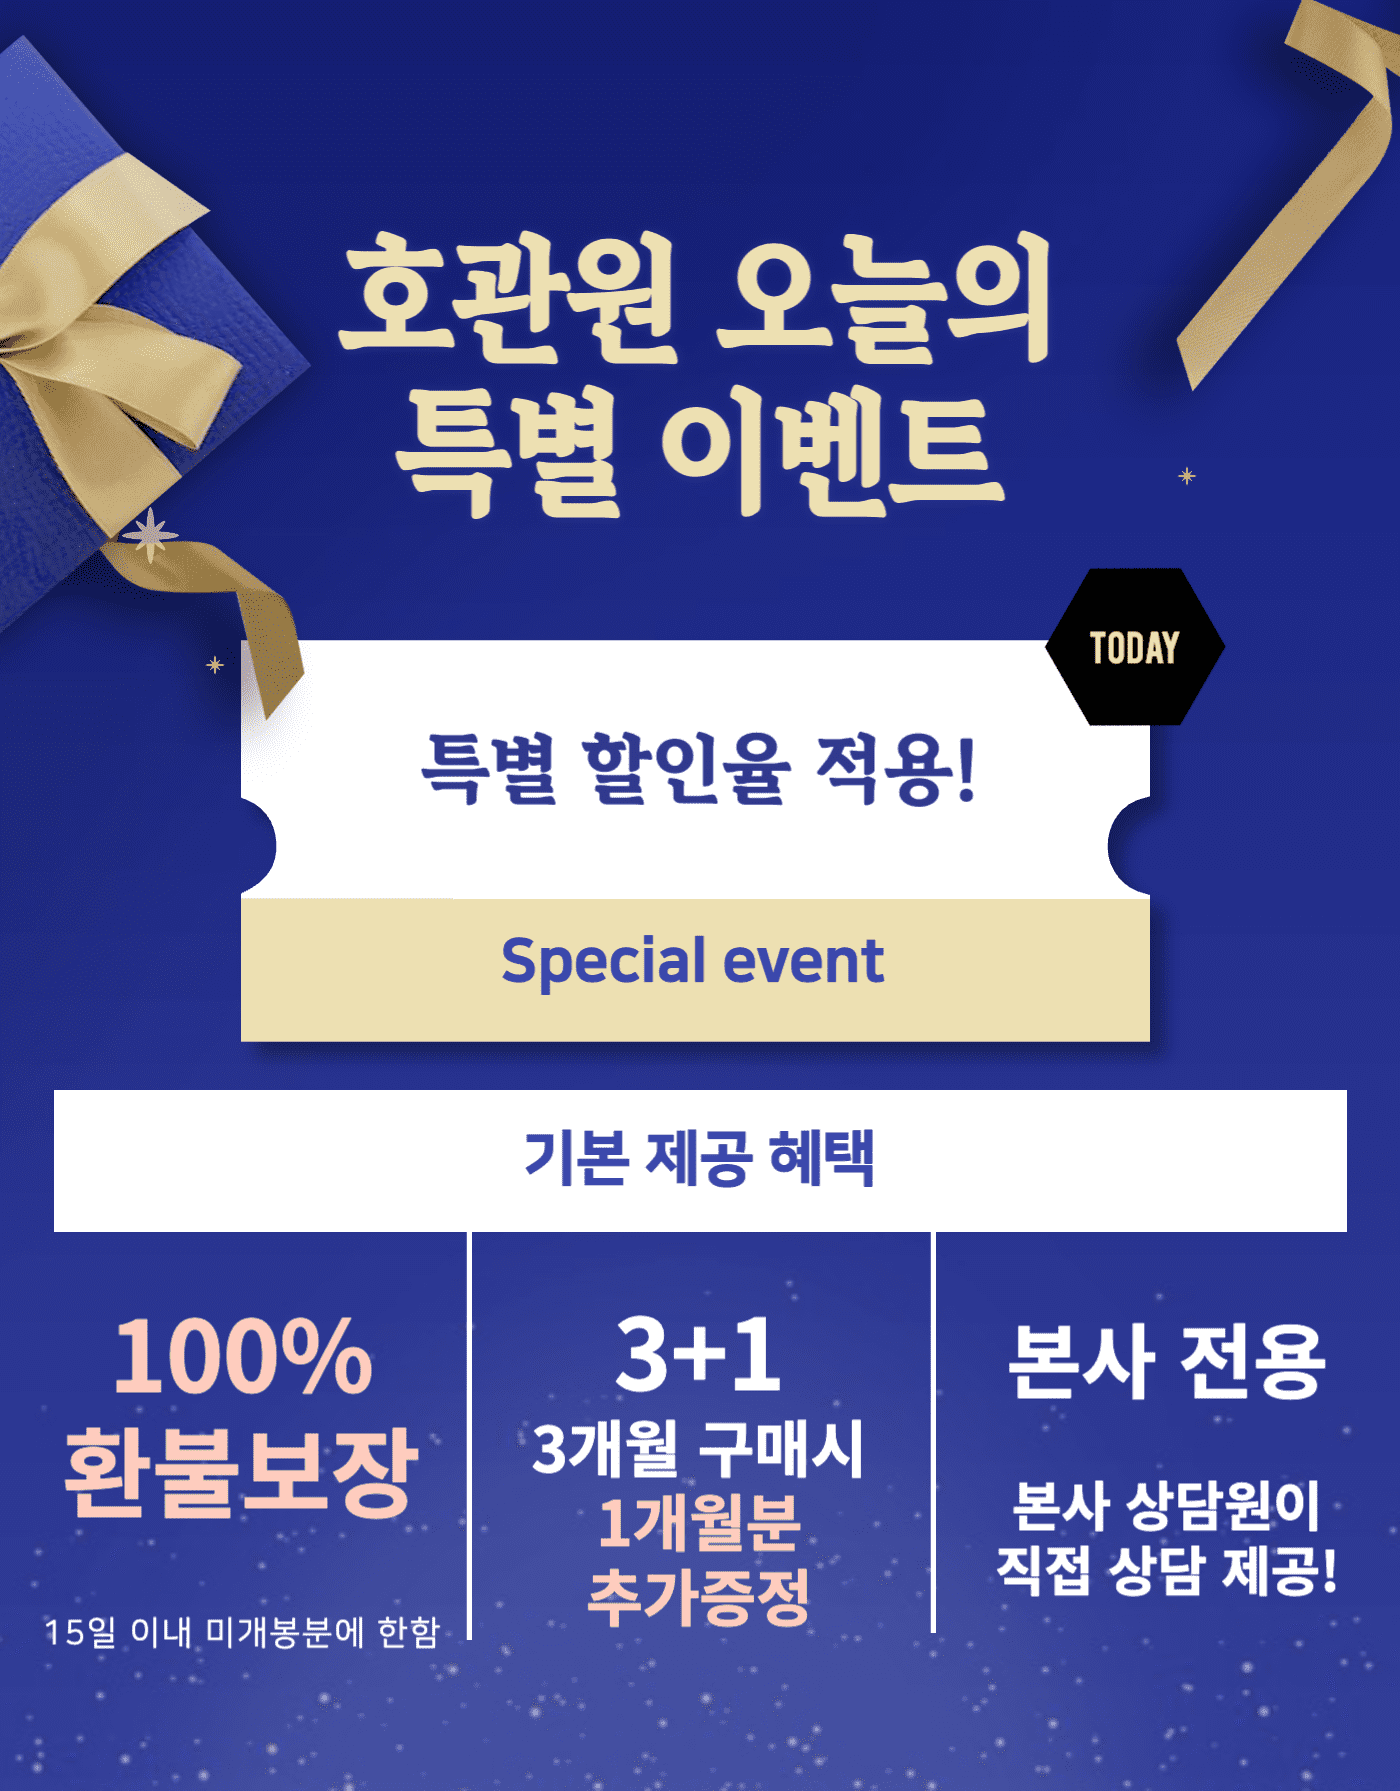 호관원 오늘의
특별 이벤트
TODAY
특별 할인율 적용!
Special event
기본 제공 혜택
100%
환불보장
15일 이내 미개봉분에 한함
3+1
3개월 구매시
1개월분
추가증정
본사 전용
본사 상담원이
직접 상담 제공!